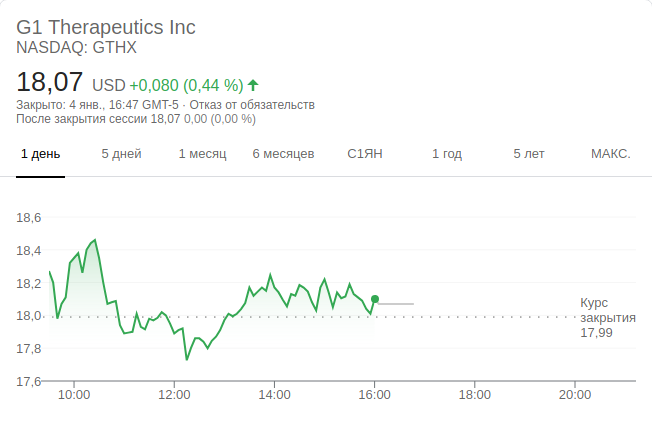 G1 Therapeutics Inc
NASDAQ: GTHX
18,07 USD +0,080 (0,44 %)
Закрыто: 4 янв., 16:47 GMT-5 · Отказ от обязательств
После закрытия сессии 18,07 0,00 (0,00 %)
1 день 5 дней 1 месяц 6 месяцев С1ЯН 1 год 5 лет МАКС.
18,6
18,4
18,2
18,0
17,8
17,6
Курс
закрытия
17,99
10:00 12:00 14:00 16:00 18:00 20:00